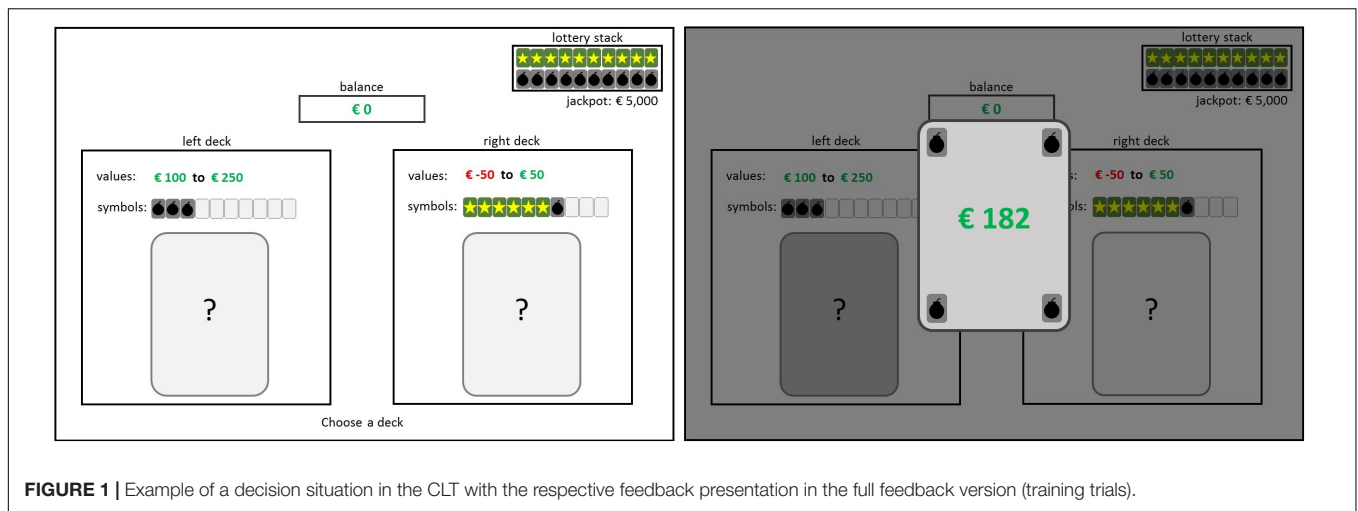 lottery stack
jackpot: € 5,000
balance
€ 0
left deck
right deck
values: € 100 to € 250
values: € -50 to € 50
symbols:
symbols:
?
?
Choose a deck
lottery stack
jackpot: € 5,000
balance
€ 0
left deck
right deck
values: € 100 to € 250
s: € -50 to € 50
symbols:
ols:
€ 182
?
?
FIGURE 1 | Example of a decision situation in the CLT with the respective feedback presentation in the full feedback version (training trials).